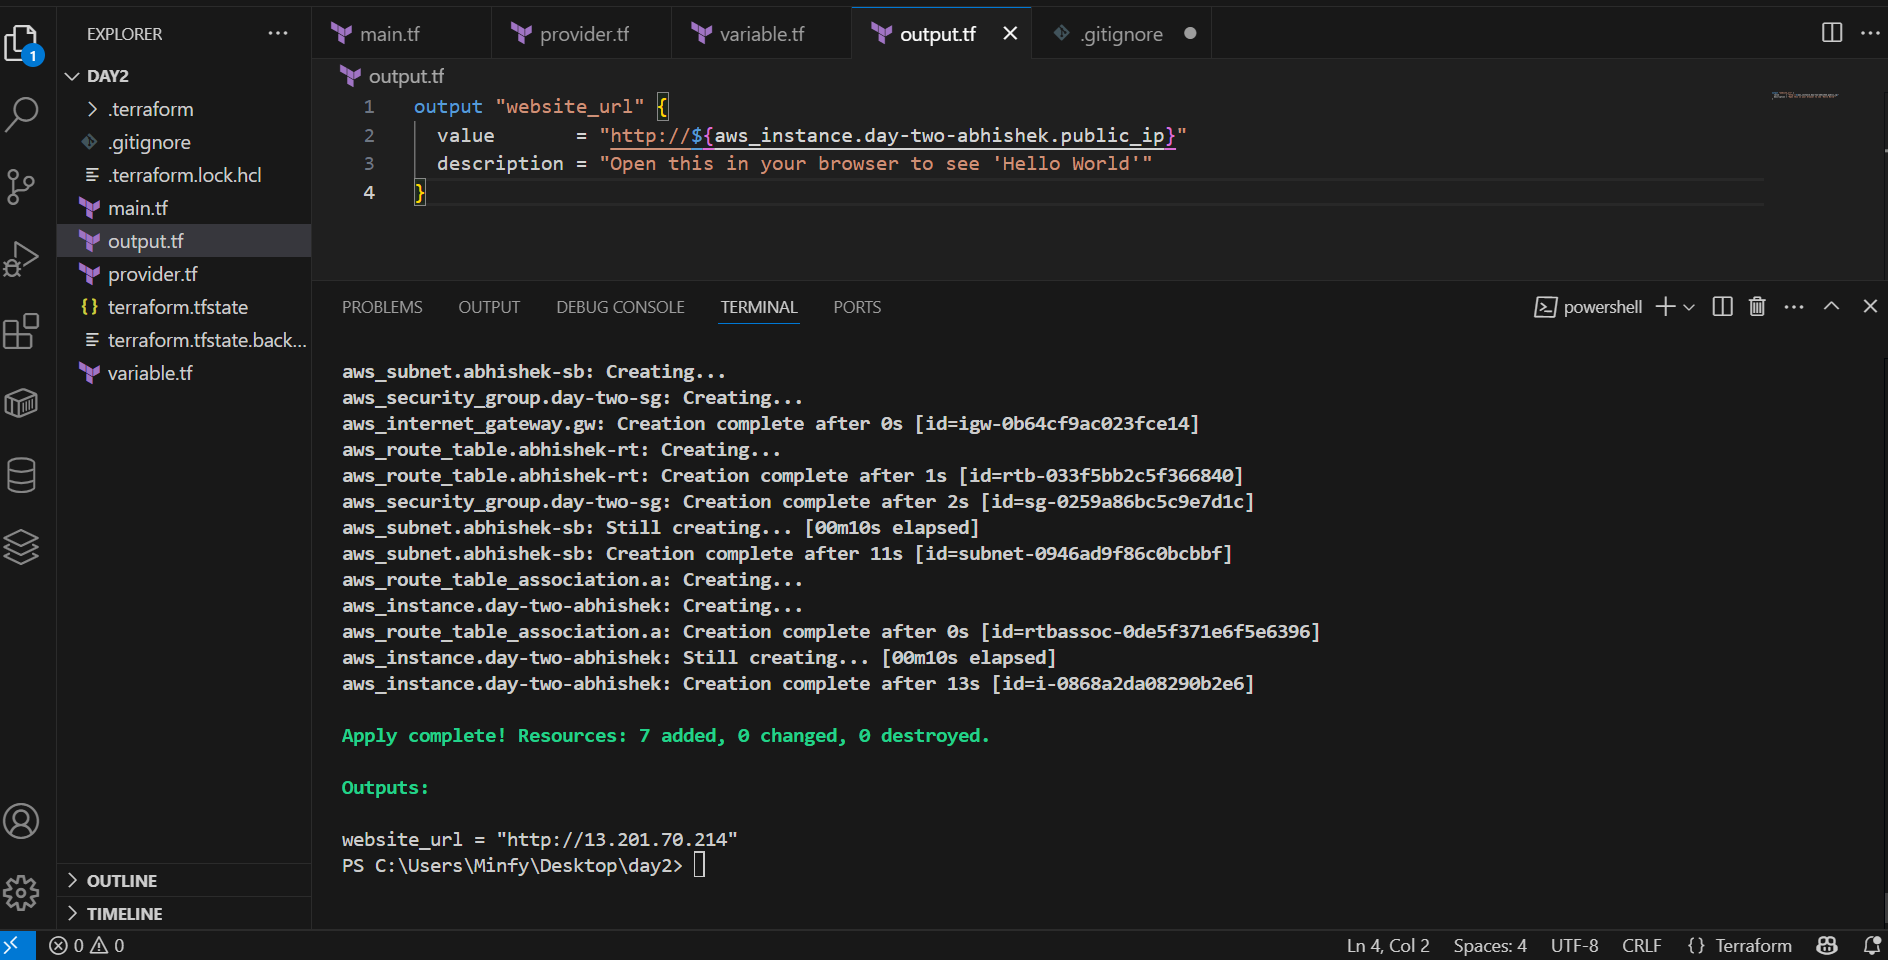 EXPLORER
DAY2
.terraform
.gitignore
.terraform.lock.hcl
main.tf
output.tf
provider.tf
terraform.tfstate
terraform.tfstate.back...
variable.tf
OUTLINE
TIMELINE
1
main.tf
provider.tf
variable.tf
output.tf
.gitignore
output.tf
1 output "website_url" {
2 value       = "http://${aws_instance.day-two-abhishek.public_ip}"
3 description = "Open this in your browser to see 'Hello World'"
4 }
PROBLEMS OUTPUT DEBUG CONSOLE TERMINAL PORTS
powershell
aws_subnet.abhishek-sb: Creating...
aws_security_group.day-two-sg: Creating...
aws_internet_gateway.gw: Creation complete after 0s [id=igw-0b64cf9ac023fce14]
aws_route_table.abhishek-rt: Creating...
aws_route_table.abhishek-rt: Creation complete after 1s [id=rtb-033f5bb2c5f366840]
aws_security_group.day-two-sg: Creation complete after 2s [id=sg-0259a86bc5c9e7d1c]
aws_subnet.abhishek-sb: Still creating... [00m10s elapsed]
aws_subnet.abhishek-sb: Creation complete after 11s [id=subnet-0946ad9f86c0bcbbf]
aws_route_table_association.a: Creating...
aws_instance.day-two-abhishek: Creating...
aws_route_table_association.a: Creation complete after 0s [id=rtbassoc-0de5f371e6f5e6396]
aws_instance.day-two-abhishek: Still creating... [00m10s elapsed]
aws_instance.day-two-abhishek: Creation complete after 13s [id=i-0868a2da08290b2e6]
Apply complete! Resources: 7 added, 0 changed, 0 destroyed.
Outputs:
website_url = "http://13.201.70.214"
PS C:\Users\Minfy\Desktop\day2>
0 0
Ln 4, Col 2 Spaces: 4 UTF-8 CRLF {} Terraform